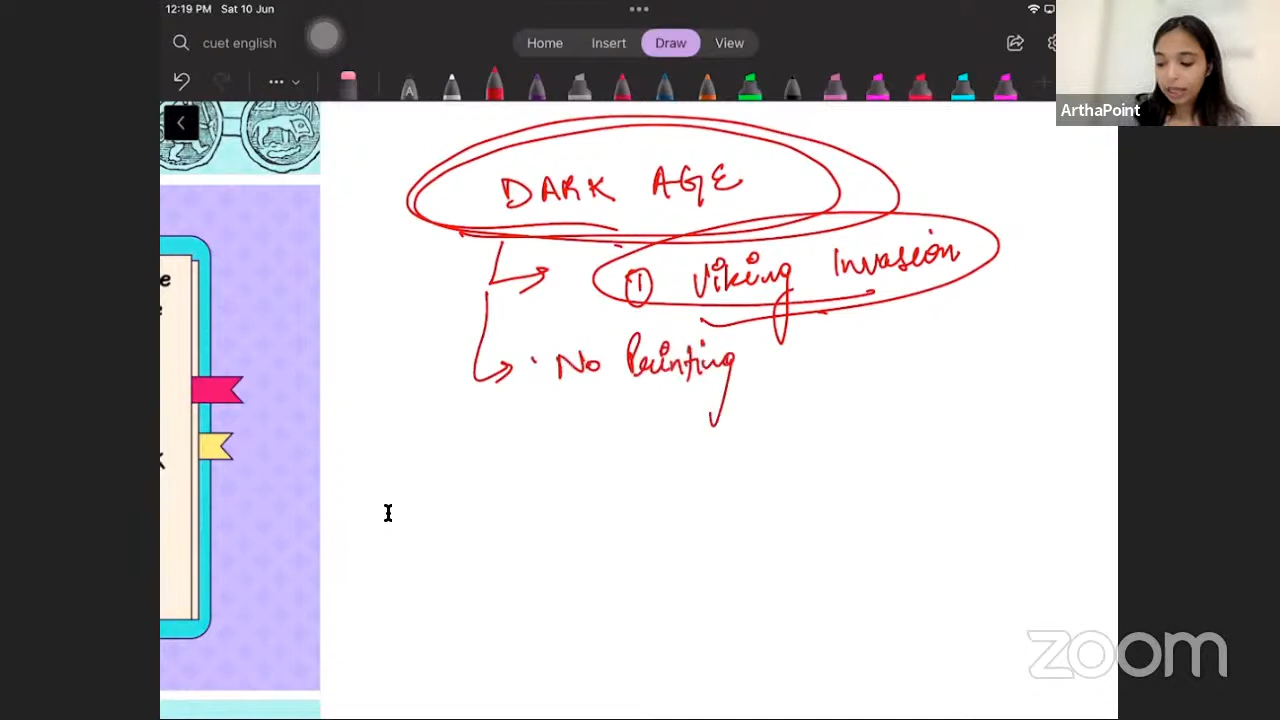 12:19 PM Sat 10 Jun
cuet english
Home Insert Draw View
A
ArthaPoint
DARK AGE
① Viking Invasion
· No Printing
zoom